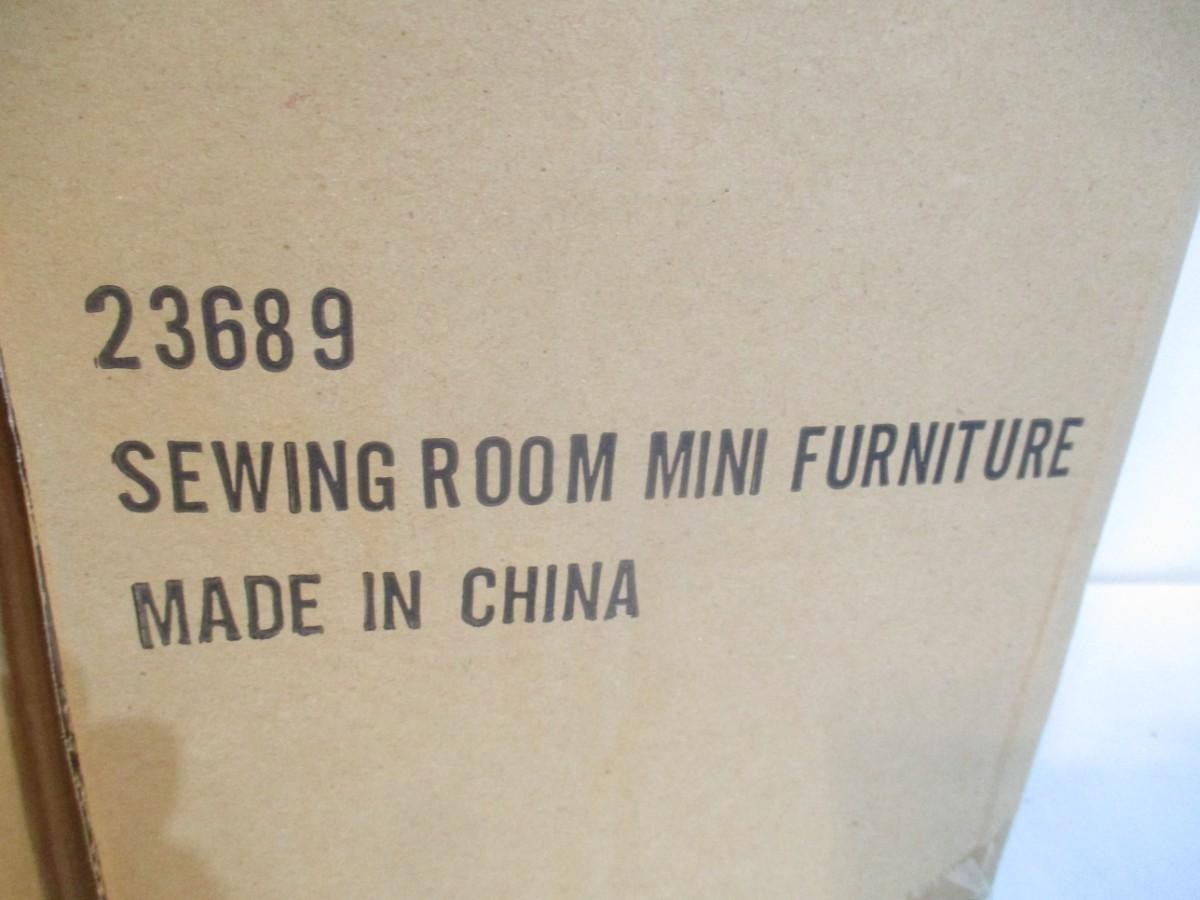 23689
SEWING ROOM MINI FURNITURE
MADE IN CHINA